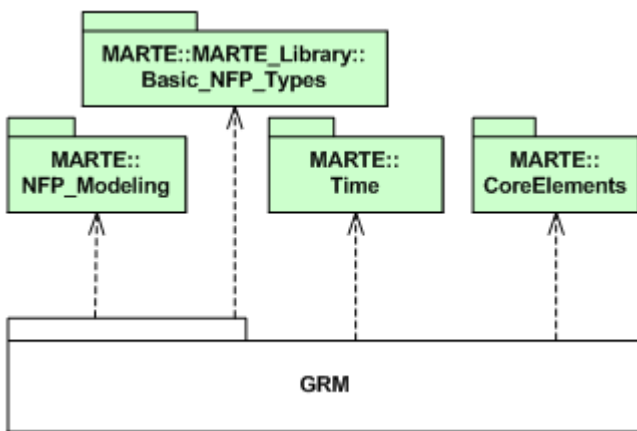 MARTE::MARTE_Library::
Basic_NFP_Types
MARTE::
NFP_Modeling
MARTE::
Time
MARTE::
CoreElements
GRM